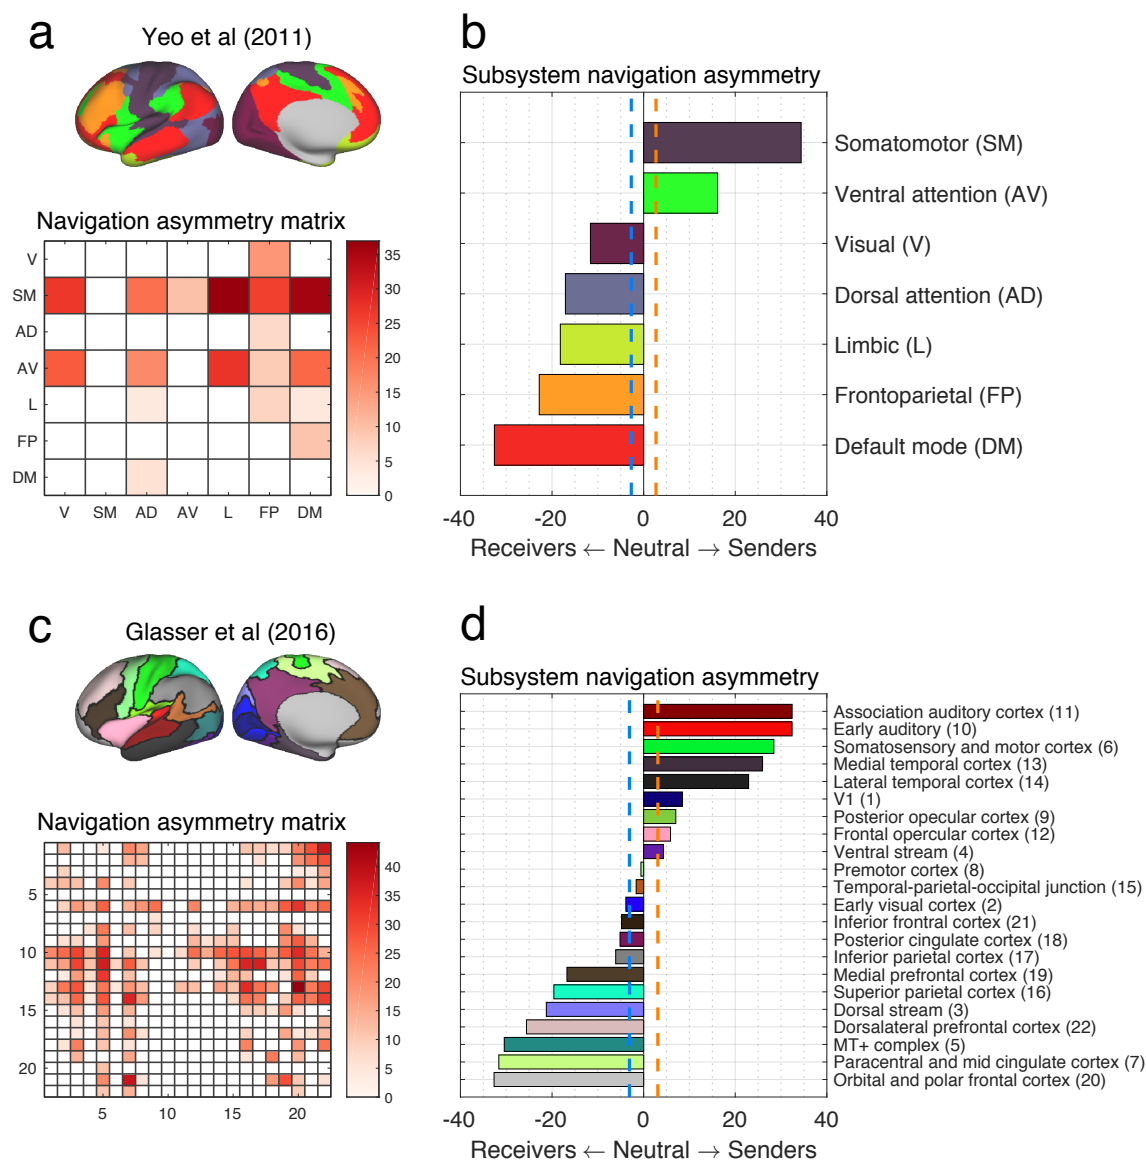 a
Yeo et al (2011)
Navigation asymmetry matrix
V
SM
AD
AV
L
FP
DM
V SM AD AV L FP DM
35
30
25
20
15
10
5
0
b
Subsystem navigation asymmetry
Somatomotor (SM)
Ventral attention (AV)
Visual (V)
Dorsal attention (AD)
Limbic (L)
Frontoparietal (FP)
Default mode (DM)
-40 -20 0 20 40
Receivers ← Neutral → Senders
c
Glasser et al (2016)
Navigation asymmetry matrix
5
10
15
20
5 10 15 20
40
35
30
25
20
15
10
5
0
d
Subsystem navigation asymmetry
Association auditory cortex (11)
Early auditory (10)
Somatosensory and motor cortex (6)
Medial temporal cortex (13)
Lateral temporal cortex (14)
V1 (1)
Posterior opecular cortex (9)
Frontal opercular cortex (12)
Ventral stream (4)
Premotor cortex (8)
Temporal-parietal-occipital junction (15)
Early visual cortex (2)
Inferior frontral cortex (21)
Posterior cingulate cortex (18)
Inferior parietal cortex (17)
Medial prefrontal cortex (19)
Superior parietal cortex (16)
Dorsal stream (3)
Dorsalateral prefrontal cortex (22)
MT+ complex (5)
Paracentral and mid cingulate cortex (7)
Orbital and polar frontal cortex (20)
-40 -20 0 20 40
Receivers ← Neutral → Senders